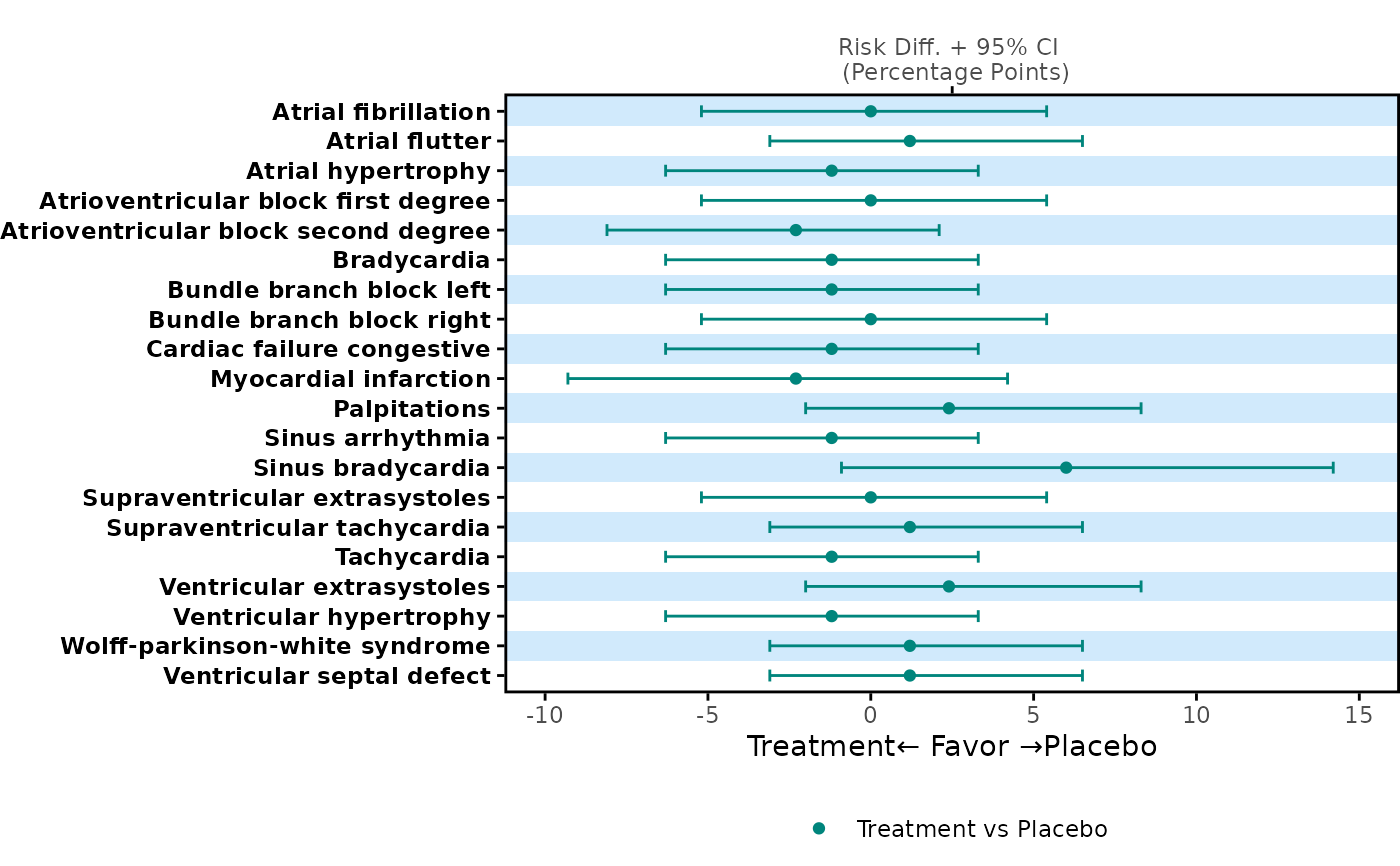 Risk Diff. + 95% CI
(Percentage Points)
Atrial fibrillation
Atrial flutter
Atrial hypertrophy
Atrioventricular block first degree
Atrioventricular block second degree
Bradycardia
Bundle branch block left
Bundle branch block right
Cardiac failure congestive
Myocardial infarction
Palpitations
Sinus arrhythmia
Sinus bradycardia
Supraventricular extrasystoles
Supraventricular tachycardia
Tachycardia
Ventricular extrasystoles
Ventricular hypertrophy
Wolff-parkinson-white syndrome
Ventricular septal defect
-10 -5 0 5 10 15
Treatment← Favor →Placebo
Treatment vs Placebo